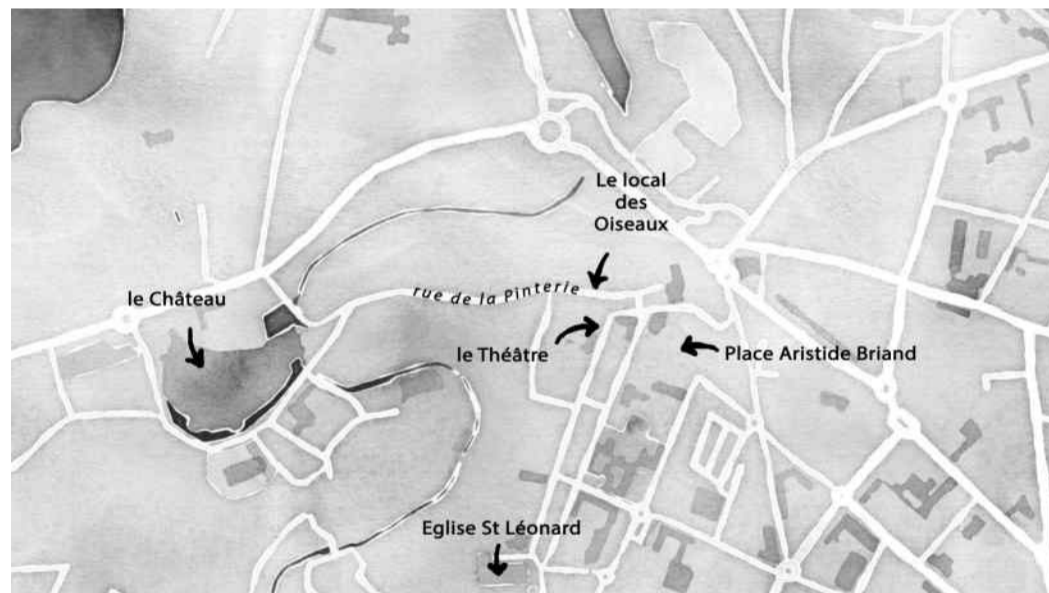 Le local
des
Oiseaux
rue de la Pinterie
le Château
le Théâtre
Place Aristide Briand
Eglise St Léonard